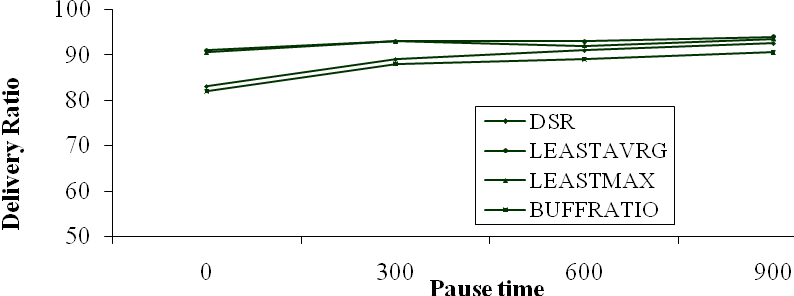 100
90
80
70
60
50
Delivery Ratio
DSR
LEASTAVRG
LEASTMAX
BUFFRATIO
0 300 600 900
Pause time